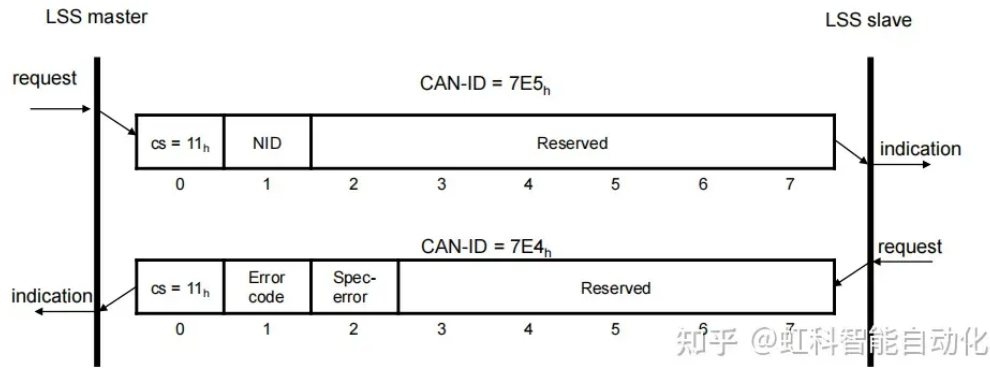 LSS master
LSS slave
request
CAN-ID = 7E5h
cs = 11h
NID
Reserved
indication
0 1 2 3 4 5 6 7
CAN-ID = 7E4h
request
cs = 11h
Error
code
Spec-
error
Reserved
indication
0 1 2 3 4 5 6 7
知乎 @虹科智能自动化